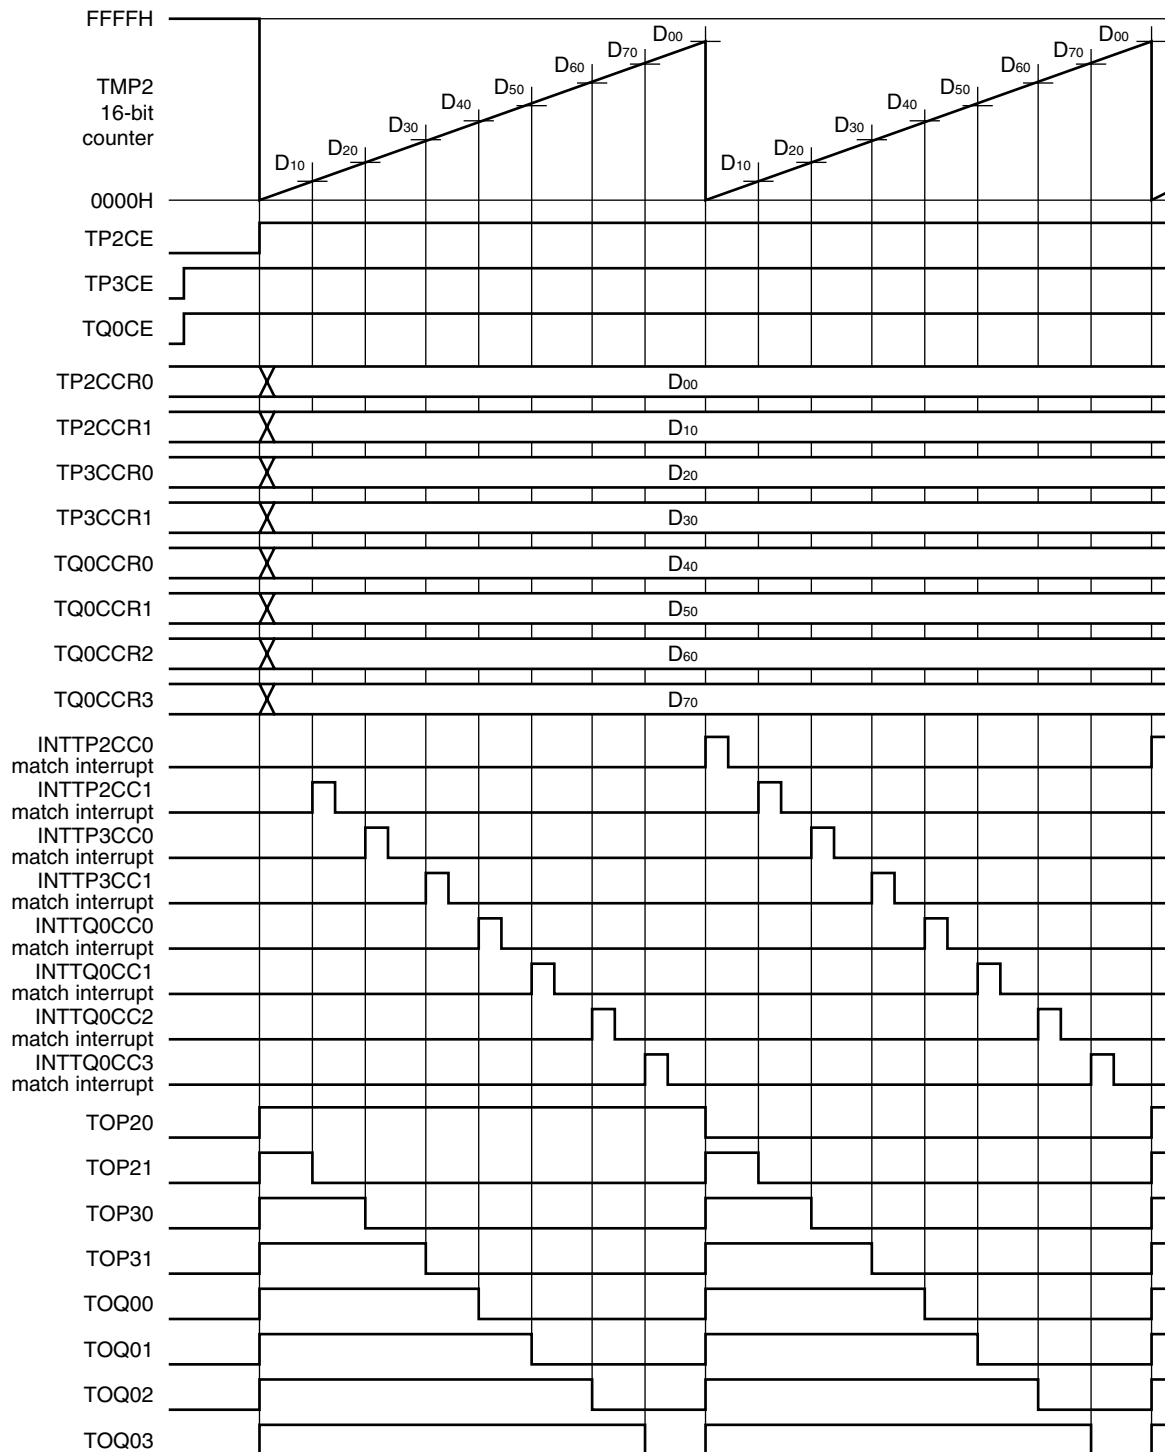 FFFFH
TMP2
16-bit
counter
0000H
D10 D20 D30 D40 D50 D60 D70 D00 D10 D20 D30 D40 D50 D60 D70 D00
TP2CE
TP3CE
TQ0CE
TP2CCR0 D00
TP2CCR1 D10
TP3CCR0 D20
TP3CCR1 D30
TQ0CCR0 D40
TQ0CCR1 D50
TQ0CCR2 D60
TQ0CCR3 D70
INTTP2CC0
match interrupt
INTTP2CC1
match interrupt
INTTP3CC0
match interrupt
INTTP3CC1
match interrupt
INTTQ0CC0
match interrupt
INTTQ0CC1
match interrupt
INTTQ0CC2
match interrupt
INTTQ0CC3
match interrupt
TOP20
TOP21
TOP30
TOP31
TOQ00
TOQ01
TOQ02
TOQ03